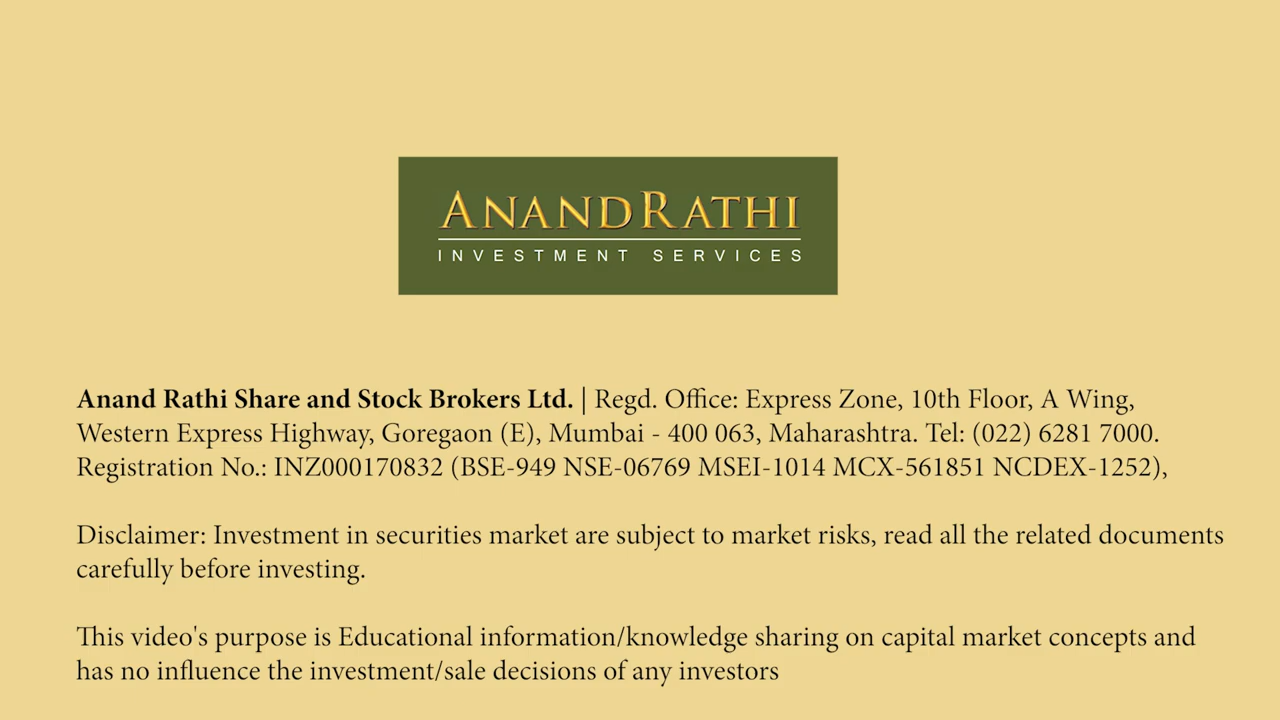 ANANDRATHI
INVESTMENT SERVICES
Anand Rathi Share and Stock Brokers Ltd. | Regd. Office: Express Zone, 10th Floor, A Wing,
Western Express Highway, Goregaon (E), Mumbai - 400 063, Maharashtra. Tel: (022) 6281 7000.
Registration No.: INZ000170832 (BSE-949 NSE-06769 MSEI-1014 MCX-561851 NCDEX-1252),
Disclaimer: Investment in securities market are subject to market risks, read all the related documents
carefully before investing.
This video's purpose is Educational information/knowledge sharing on capital market concepts and
has no influence the investment/sale decisions of any investors